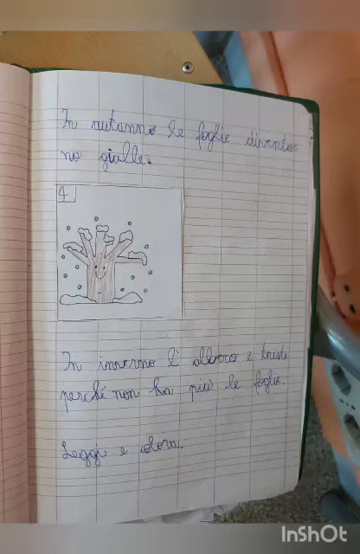 In autunno le foglie diventa
no gialle.
4
In inverno l'albero è triste
perché non ha più le foglie.
Leggi e colora.
InShOt